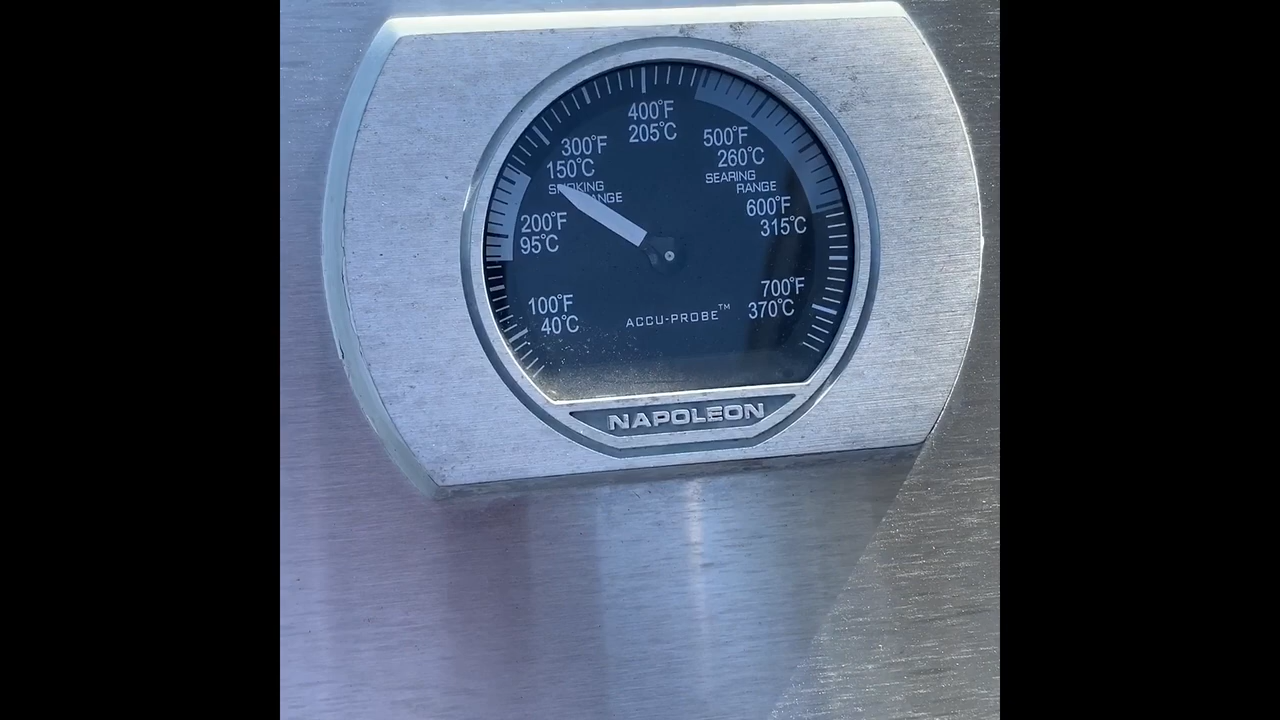 400°F
205°C
300°F
150°C
500°F
260°C
SMOKING
RANGE
SEARING
RANGE
200°F
95°C
600°F
315°C
100°F
40°C
700°F
370°C
ACCU-PROBE™
NAPOLEON